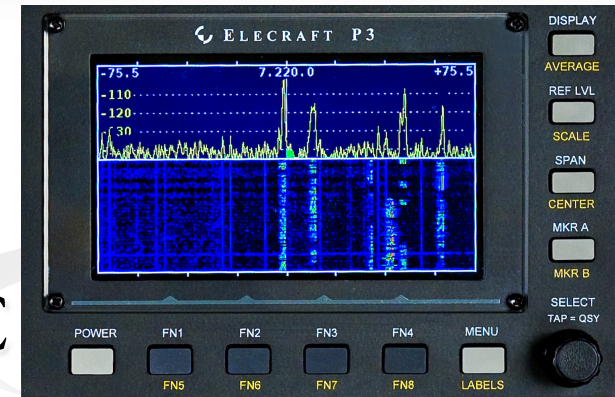 ELECRAFT P3
DISPLAY
AVERAGE
-75.5 7.220.0 +75.5
-110
-120
30
REF LVL
SCALE
SPAN
CENTER
MKR A
MKR B
SELECT
TAP = QSY
POWER FN1 FN2 FN3 FN4 MENU
FN5 FN6 FN7 FN8 LABELS